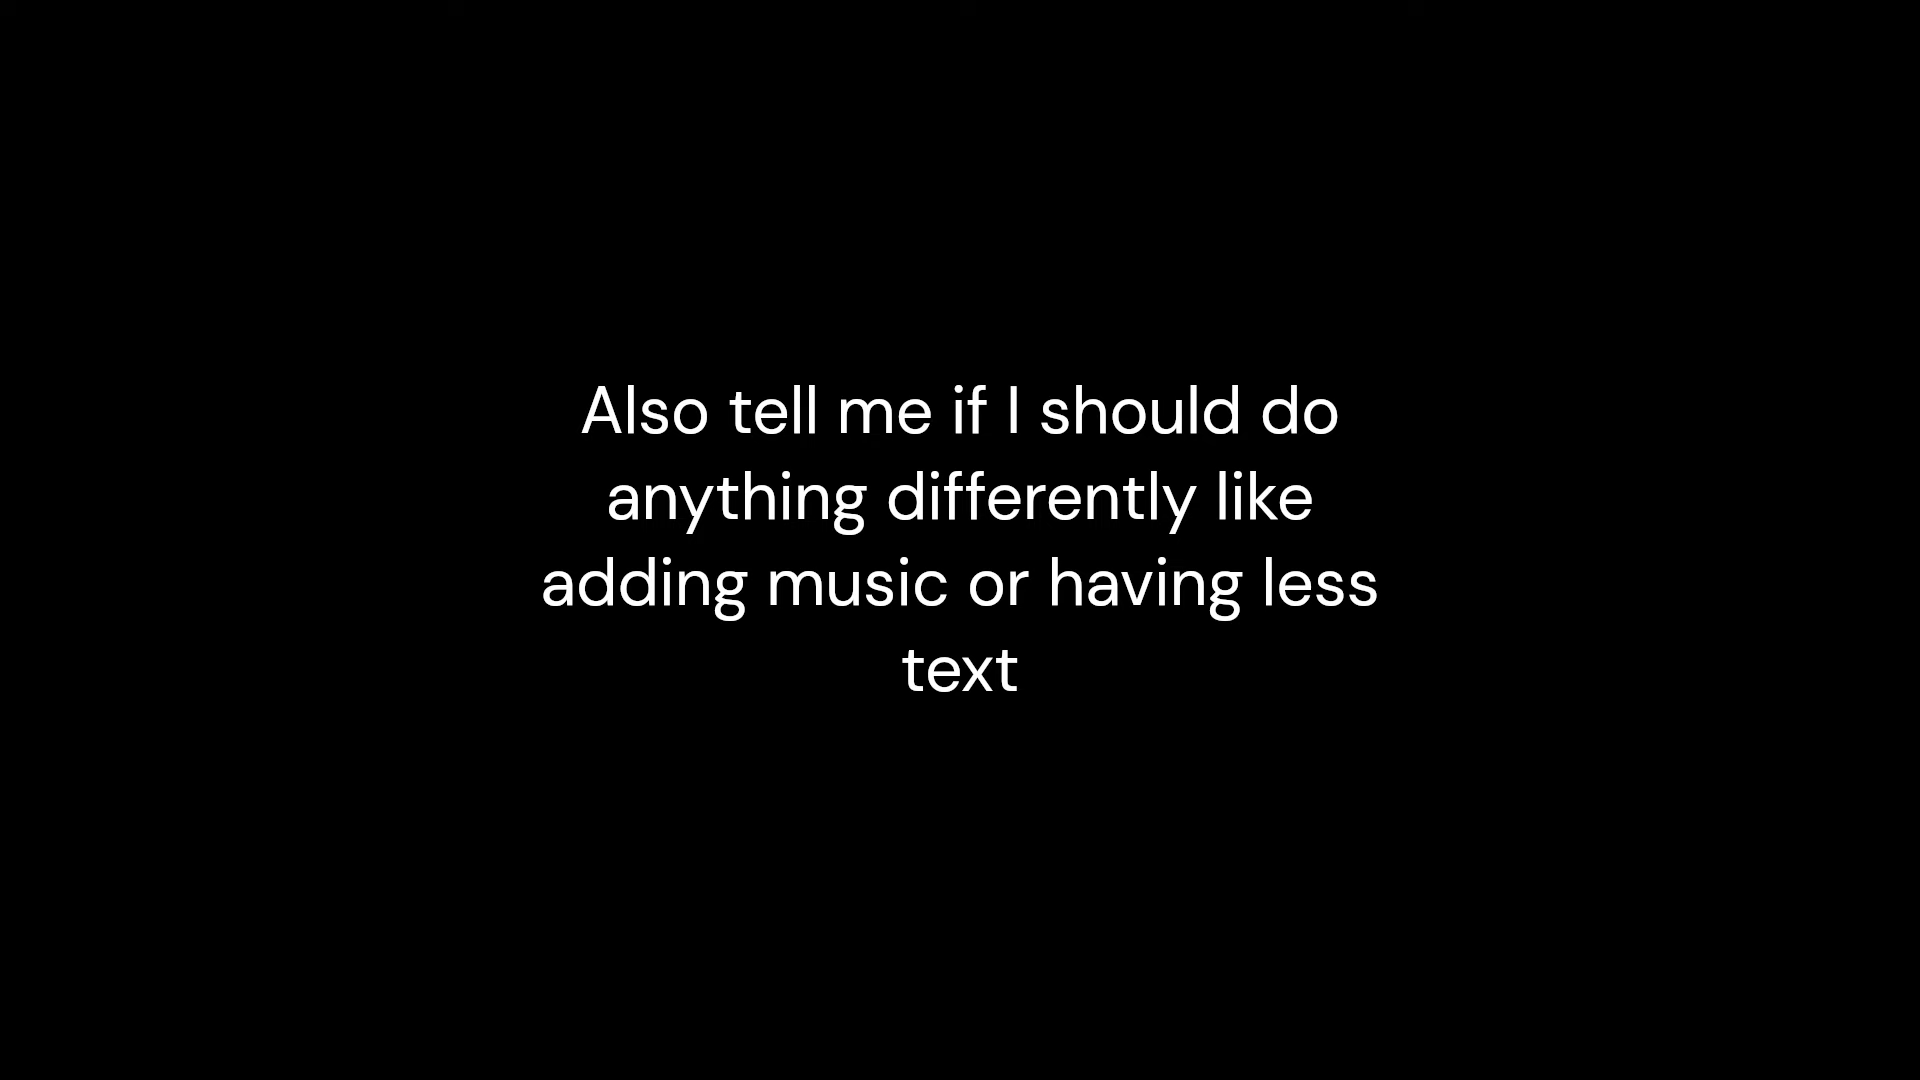 Also tell me if I should do
anything differently like
adding music or having less
text